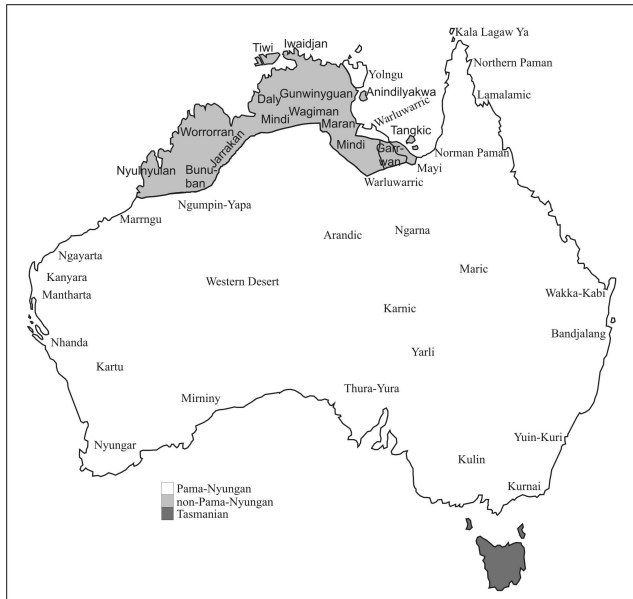 Kala Lagaw Ya
Iwaidjan
Tiwi
Northern Paman
Yolngu
Anindilyakwa
Lamalamic
Daly
Gunwinyguan
Wagiman
Mindi
Maran
Warluwarric
Tangkic
Worrorran
Jarrakan
Mindi
Garr-
wan
Norman Paman
Mayi
Nyulnyulan
Bunu-
ban
Warluwarric
Ngumpin-Yapa
Marrngu
Arandic
Ngarna
Ngayarta
Kanyara
Mantharta
Western Desert
Maric
Wakka-Kabi
Karnic
Bandjalang
Nhanda
Yarli
Kartu
Thura-Yura
Mirniny
Nyungar
Yuin-Kuri
Kulin
Kurnai
Pama-Nyungan
non-Pama-Nyungan
Tasmanian